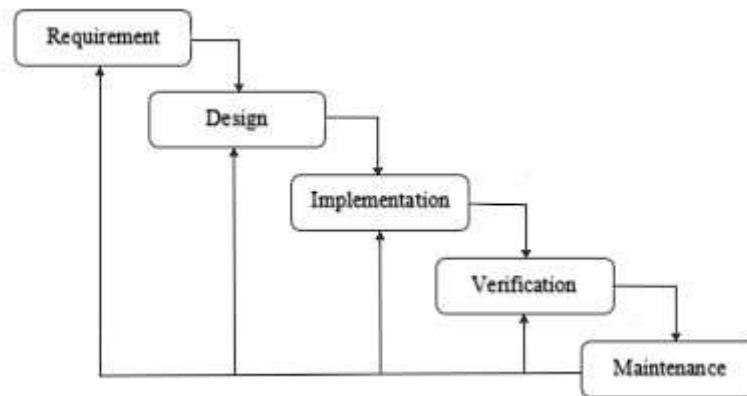 Requirement
Design
Implementation
Verification
Maintenance